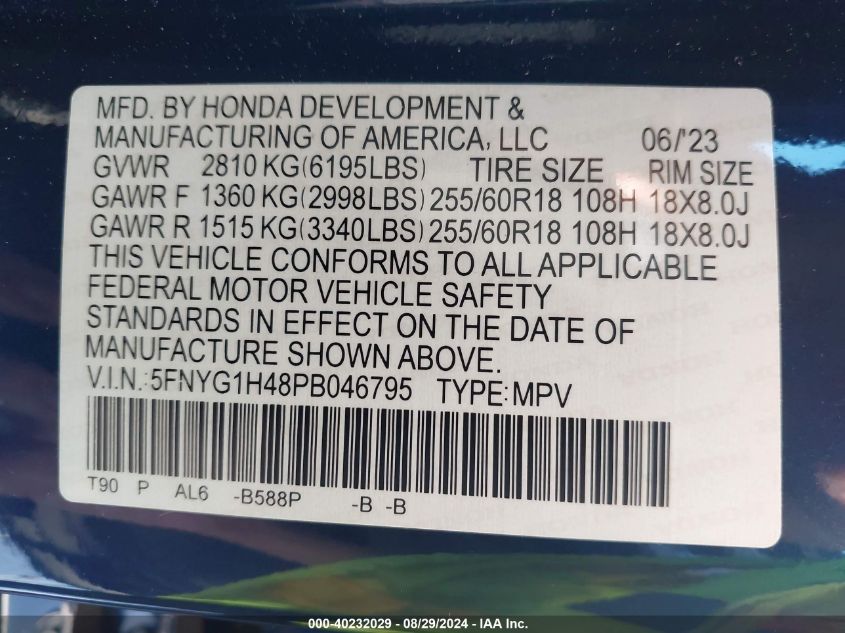 MFD. BY HONDA DEVELOPMENT &
MANUFACTURING OF AMERICA, LLC 06/'23
GVWR 2810 KG(6195LBS) TIRE SIZE RIM SIZE
GAWR F 1360 KG(2998LBS) 255/60R18 108H 18X8.0J
GAWR R 1515 KG(3340LBS) 255/60R18 108H 18X8.0J
THIS VEHICLE CONFORMS TO ALL APPLICABLE
FEDERAL MOTOR VEHICLE SAFETY
STANDARDS IN EFFECT ON THE DATE OF
MANUFACTURE SHOWN ABOVE.
V.I.N.:5FNYG1H48PB046795 TYPE:MPV
T90 P AL6 -B588P -B -B
000-40232029 - 08/29/2024 - IAA Inc.